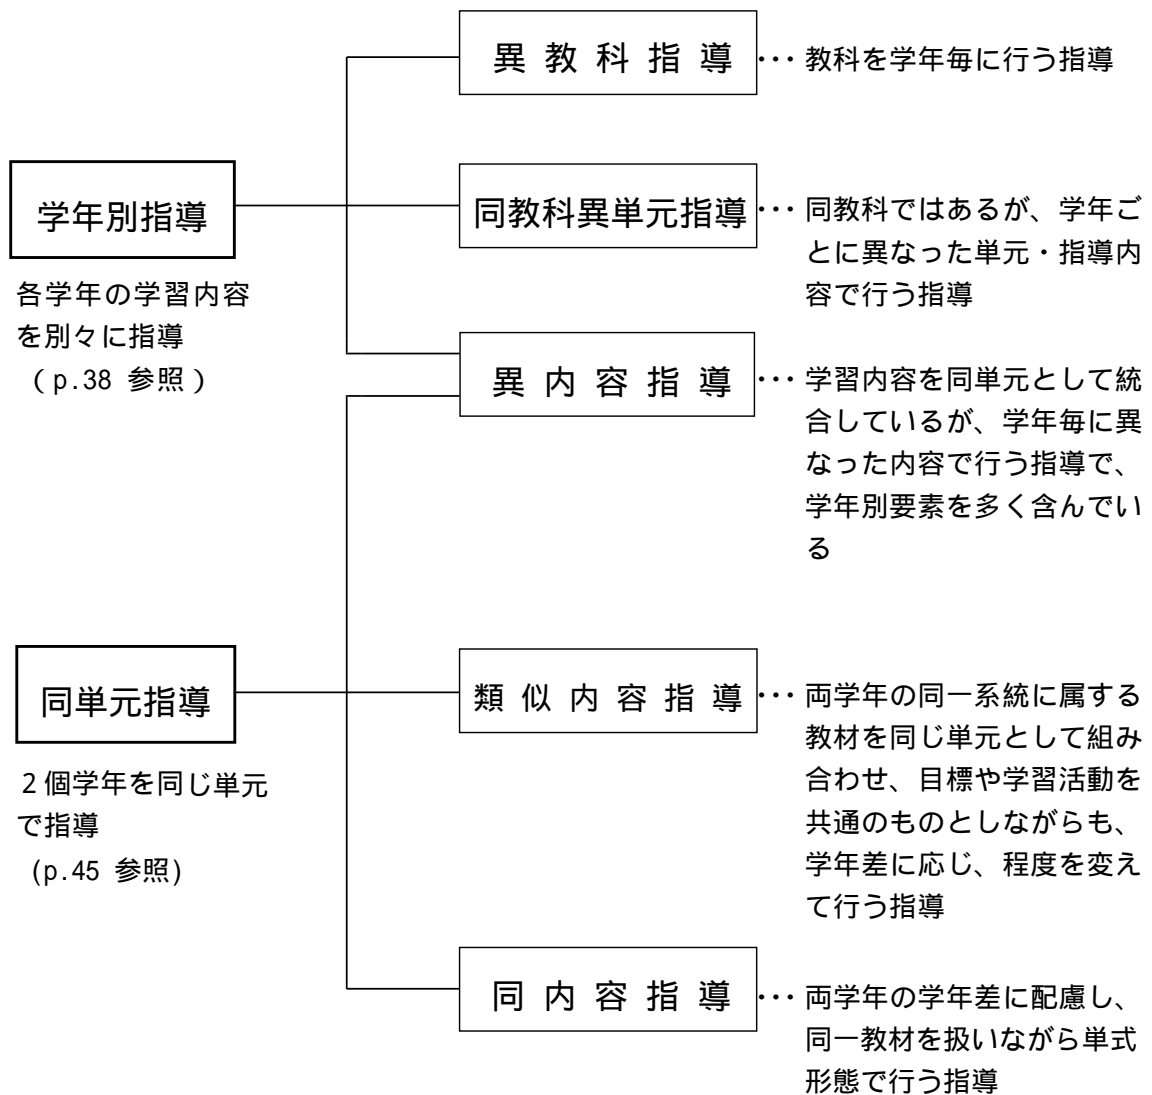 異教科指導
･･･ 教科を学年毎に行う指導
学年別指導
各学年の学習内容
を別々に指導
（p.38 参照）
同教科異単元指導
･･･ 同教科ではあるが、学年ご
とに異なった単元・指導内
容で行う指導
異内容指導
･･･ 学習内容を同単元として統
合しているが、学年毎に異
なった内容で行う指導で、
学年別要素を多く含んでい
る
同単元指導
２個学年を同じ単元
で指導
(p.45 参照)
類似内容指導
･･･ 両学年の同一系統に属する
教材を同じ単元として組み
合わせ、目標や学習活動を
共通のものとしながらも、
学年差に応じ、程度を変え
て行う指導
同内容指導
･･･ 両学年の学年差に配慮し、
同一教材を扱いながら単式
形態で行う指導